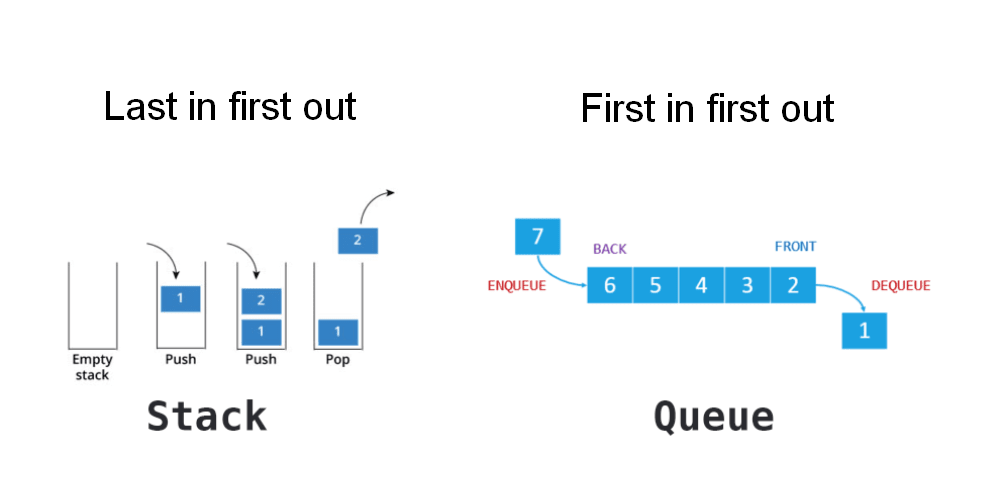 Last in first out
First in first out
2
1
2
1
1
Empty
stack
Push
Push
Pop
Stack
7
BACK
FRONT
ENQUEUE
6 5 4 3 2
DEQUEUE
1
Queue